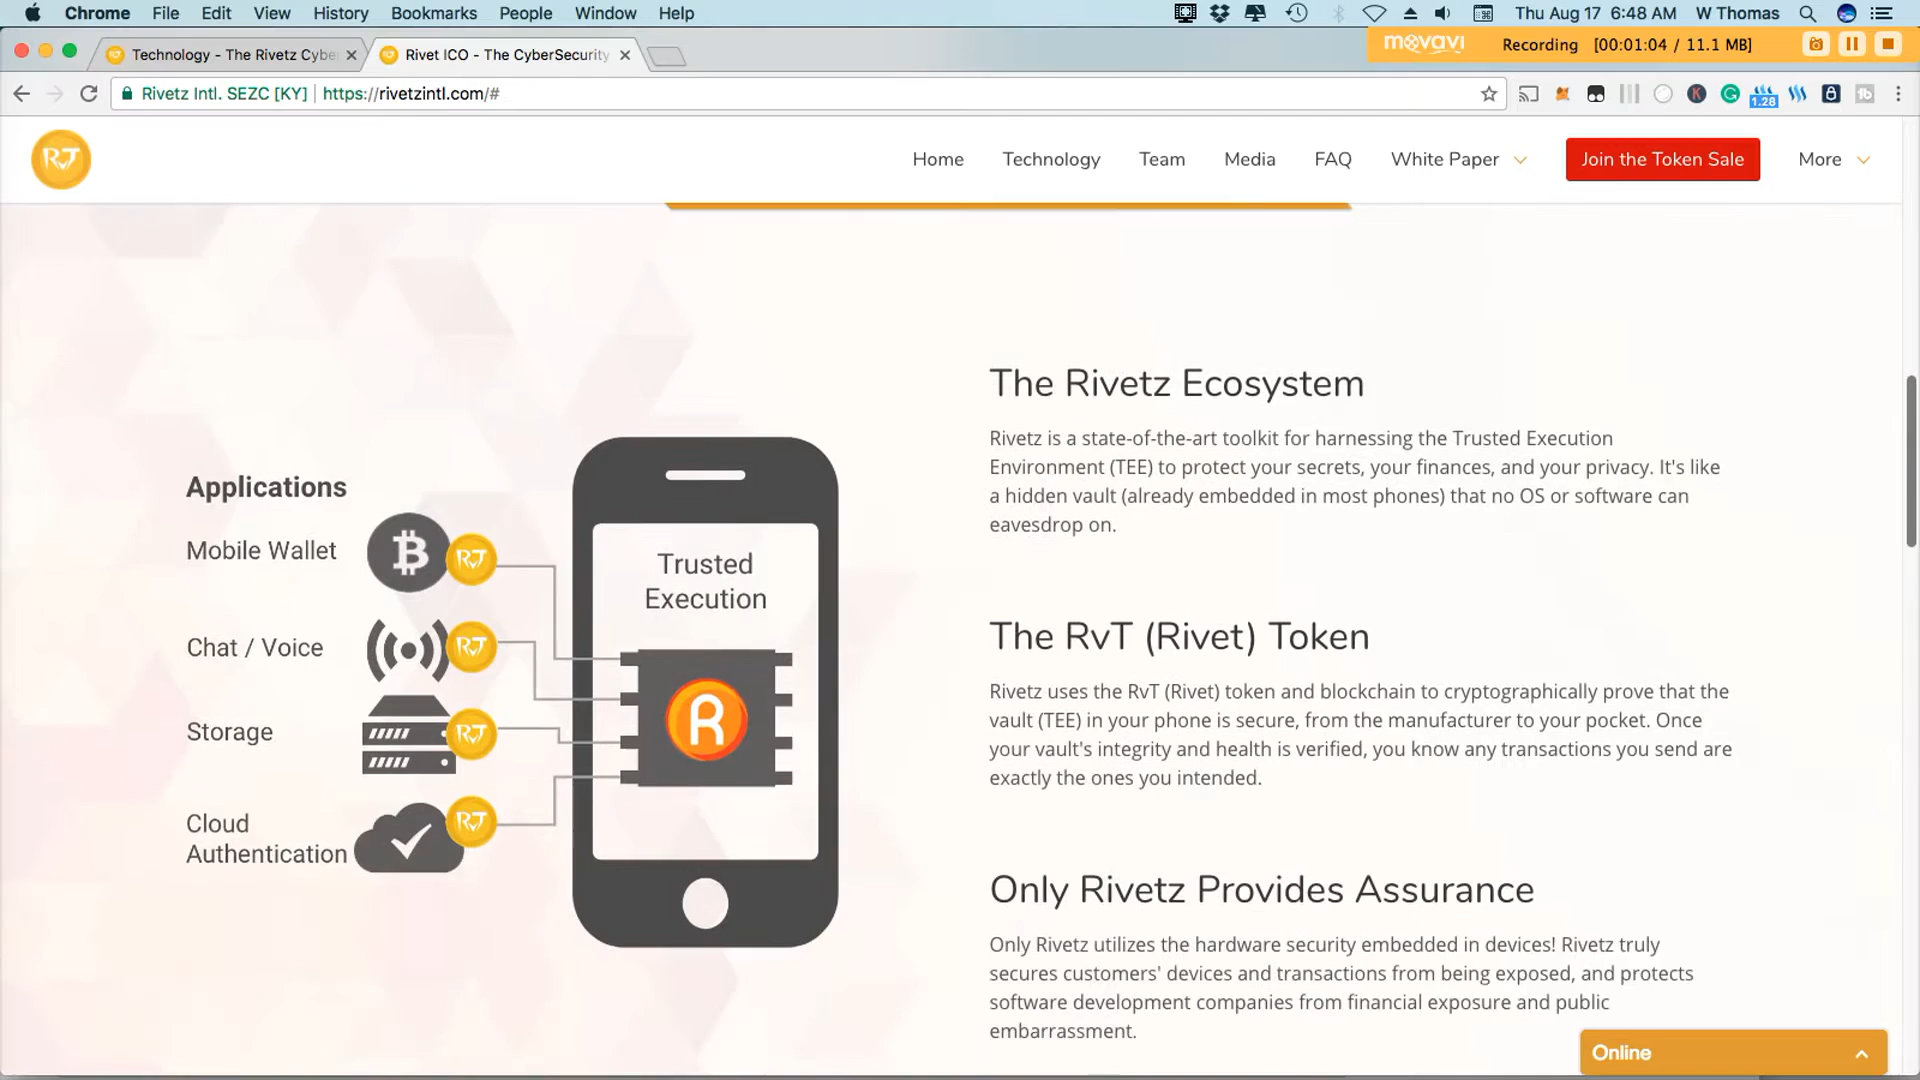 Chrome File Edit View History Bookmarks People Window Help
Thu Aug 17 6:48 AM W Thomas
Technology - The Rivetz Cybe
Rivet ICO - The CyberSecurity
movavi
Recording [00:01:04 / 11.1 MB]
Rivetz Intl. SEZC [KY] https://rivetzintl.com/#
K
1.28
RvT
Home Technology Team Media FAQ White Paper Join the Token Sale More
Applications
Mobile Wallet
RvT
Chat / Voice
RvT
Storage
RvT
Cloud
Authentication
RvT
Trusted
Execution
R
The Rivetz Ecosystem
Rivetz is a state-of-the-art toolkit for harnessing the Trusted Execution
Environment (TEE) to protect your secrets, your finances, and your privacy. It's like
a hidden vault (already embedded in most phones) that no OS or software can
eavesdrop on.
The RvT (Rivet) Token
Rivetz uses the RvT (Rivet) token and blockchain to cryptographically prove that the
vault (TEE) in your phone is secure, from the manufacturer to your pocket. Once
your vault's integrity and health is verified, you know any transactions you send are
exactly the ones you intended.
Only Rivetz Provides Assurance
Only Rivetz utilizes the hardware security embedded in devices! Rivetz truly
secures customers' devices and transactions from being exposed, and protects
software development companies from financial exposure and public
embarrassment.
Online